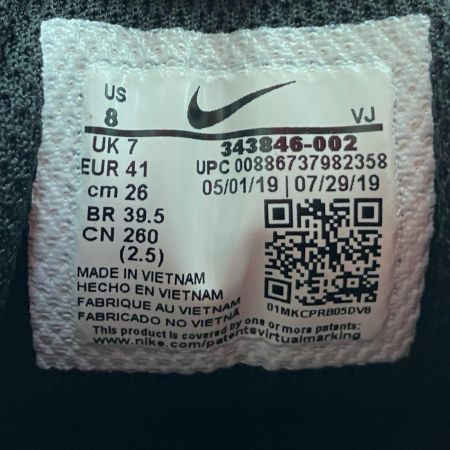 US
8
VJ
UK 7
343846-002
EUR 41
UPC 00886737982358
cm 26
05/01/19 | 07/29/19
BR 39.5
CN 260
(2.5)
MADE IN VIETNAM
HECHO EN VIETNAM
FABRIQUE AU VIETNAM
FABRICADO NO VIETNA
01MKCPRB05DV8
This product is covered by one or more patents:
www.nike.com/patentsvirtualmarking